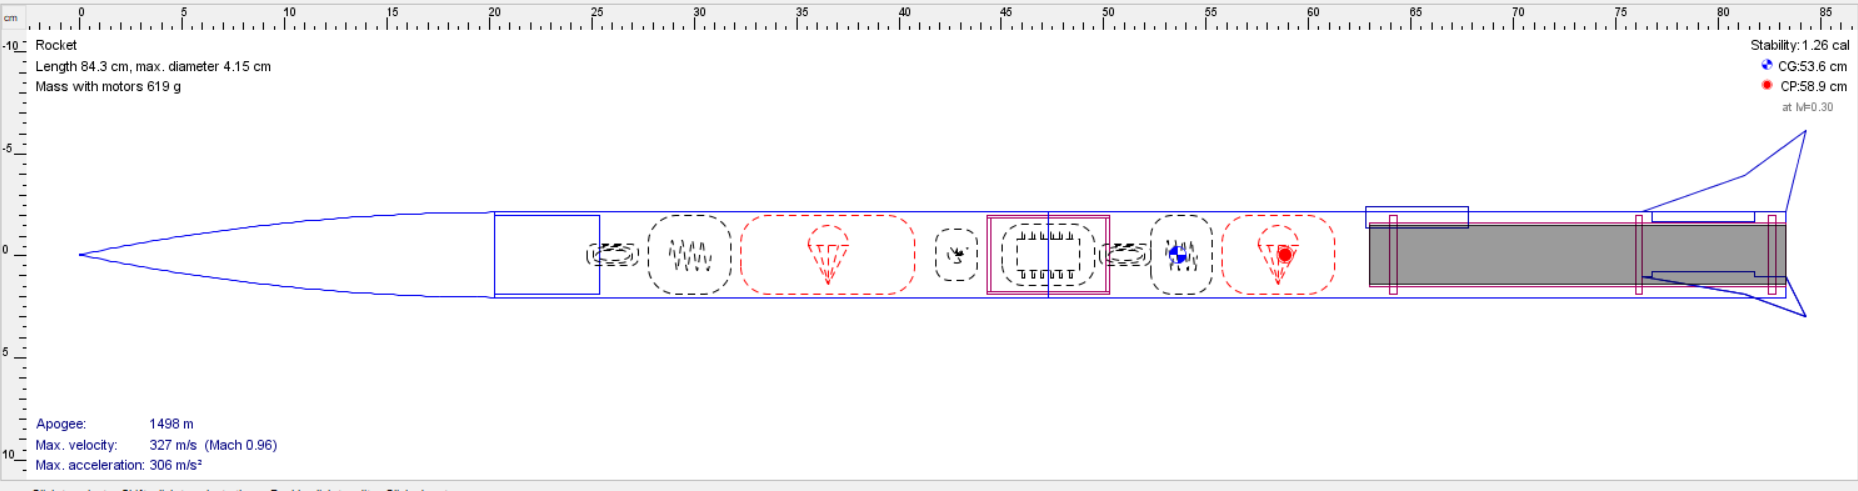 cm 0 5 10 15 20 25 30 35 40 45 50 55 60 65 70 75 80 85
-10
Rocket
Length 84.3 cm, max. diameter 4.15 cm
Mass with motors 619 g
Stability: 1.26 cal
CG:53.6 cm
CP:58.9 cm
at M=0.30
-5
0
5
10
Apogee: 1498 m
Max. velocity: 327 m/s (Mach 0.96)
Max. acceleration: 306 m/s²